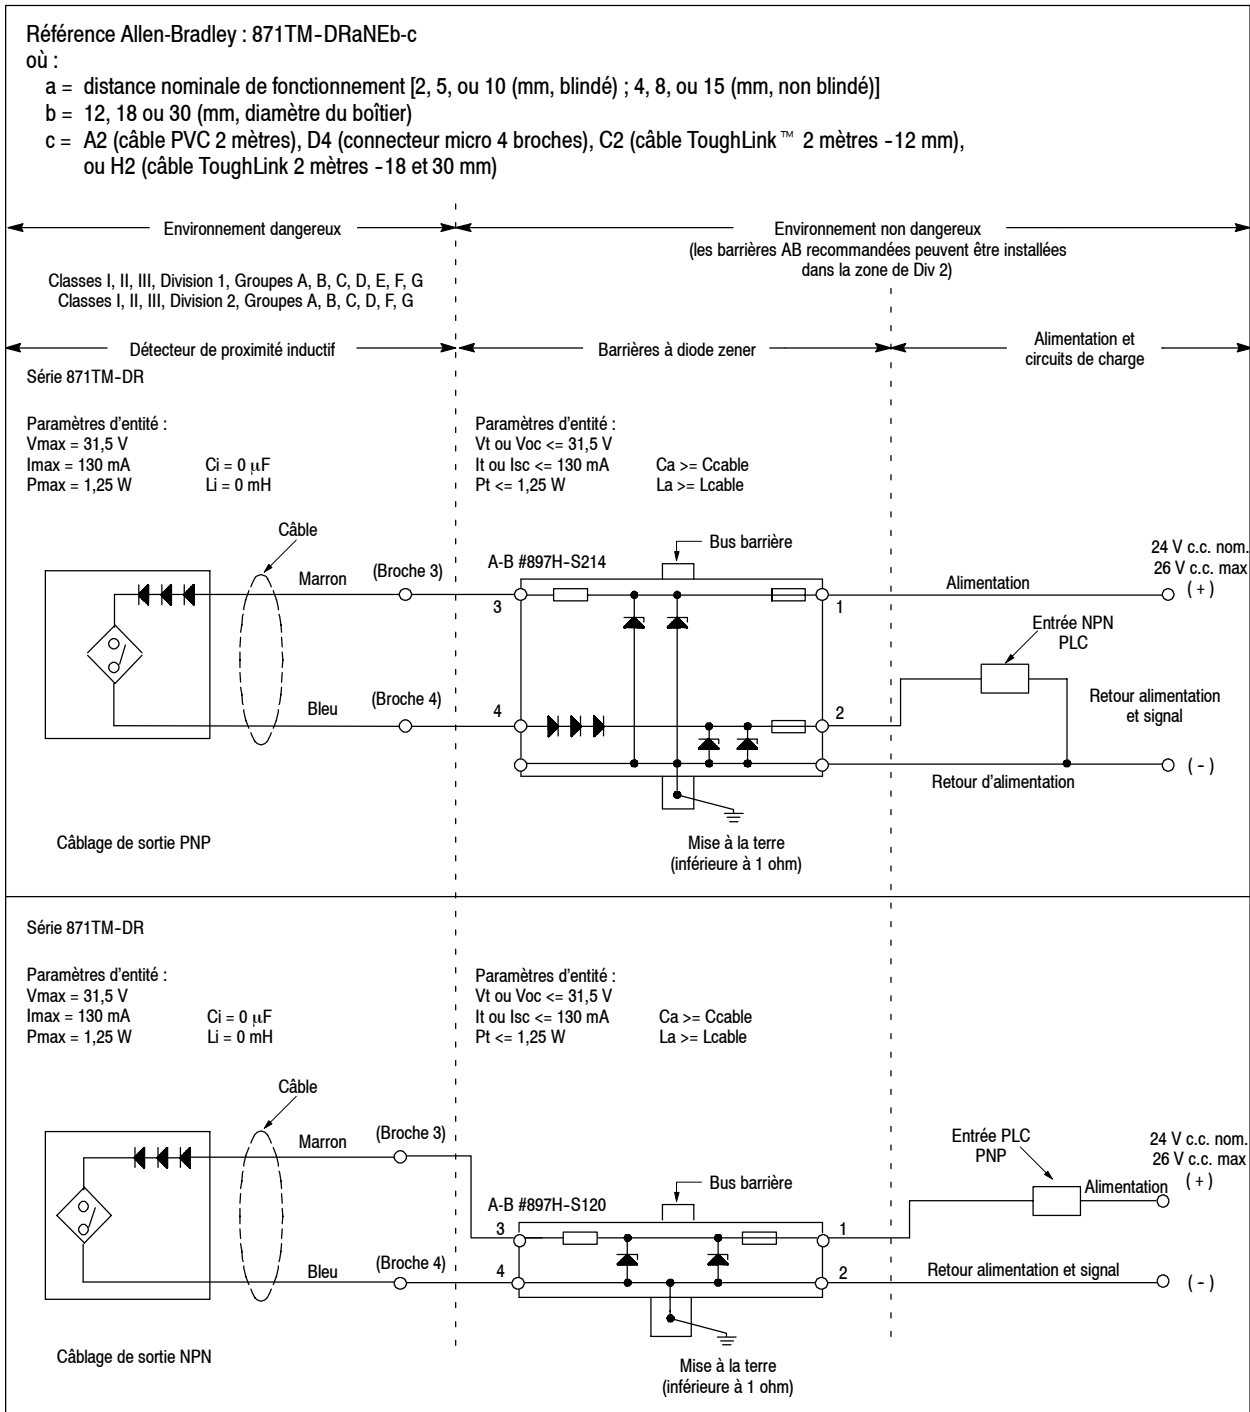 Référence Allen-Bradley : 871TM-DRaNEb-c
où :
a = distance nominale de fonctionnement [2, 5, ou 10 (mm, blindé) ; 4, 8, ou 15 (mm, non blindé)]
b = 12, 18 ou 30 (mm, diamètre du boîtier)
c = A2 (câble PVC 2 mètres), D4 (connecteur micro 4 broches), C2 (câble ToughLink™ 2 mètres -12 mm),
ou H2 (câble ToughLink 2 mètres -18 et 30 mm)
Environnement dangereux
Environnement non dangereux
(les barrières AB recommandées peuvent être installées
dans la zone de Div 2)
Classes I, II, III, Division 1, Groupes A, B, C, D, E, F, G
Classes I, II, III, Division 2, Groupes A, B, C, D, F, G
Détecteur de proximité inductif
Barrières à diode zener
Alimentation et
circuits de charge
Série 871TM-DR
Paramètres d'entité :
Vmax = 31,5 V
Imax = 130 mA Ci = 0 µF
Pmax = 1,25 W Li = 0 mH
Paramètres d'entité :
Vt ou Voc <= 31,5 V
It ou Isc <= 130 mA Ca >= Ccable
Pt <= 1,25 W La >= Lcable
Câble
Marron
(Broche 3)
A-B #897H-S214
Bus barrière
24 V c.c. nom.
26 V c.c. max
( + )
Alimentation
3
1
Entrée NPN
PLC
Bleu
(Broche 4)
4
2
Retour alimentation
et signal
( - )
Retour d'alimentation
Câblage de sortie PNP
Mise à la terre
(inférieure à 1 ohm)
Série 871TM-DR
Paramètres d'entité :
Vmax = 31,5 V
Imax = 130 mA Ci = 0 µF
Pmax = 1,25 W Li = 0 mH
Paramètres d'entité :
Vt ou Voc <= 31,5 V
It ou Isc <= 130 mA Ca >= Ccable
Pt <= 1,25 W La >= Lcable
Câble
Marron
(Broche 3)
Entrée PLC
PNP
24 V c.c. nom.
26 V c.c. max
( + )
Alimentation
A-B #897H-S120
Bus barrière
3
1
Bleu
(Broche 4)
4
2
Retour alimentation et signal
( - )
Câblage de sortie NPN
Mise à la terre
(inférieure à 1 ohm)